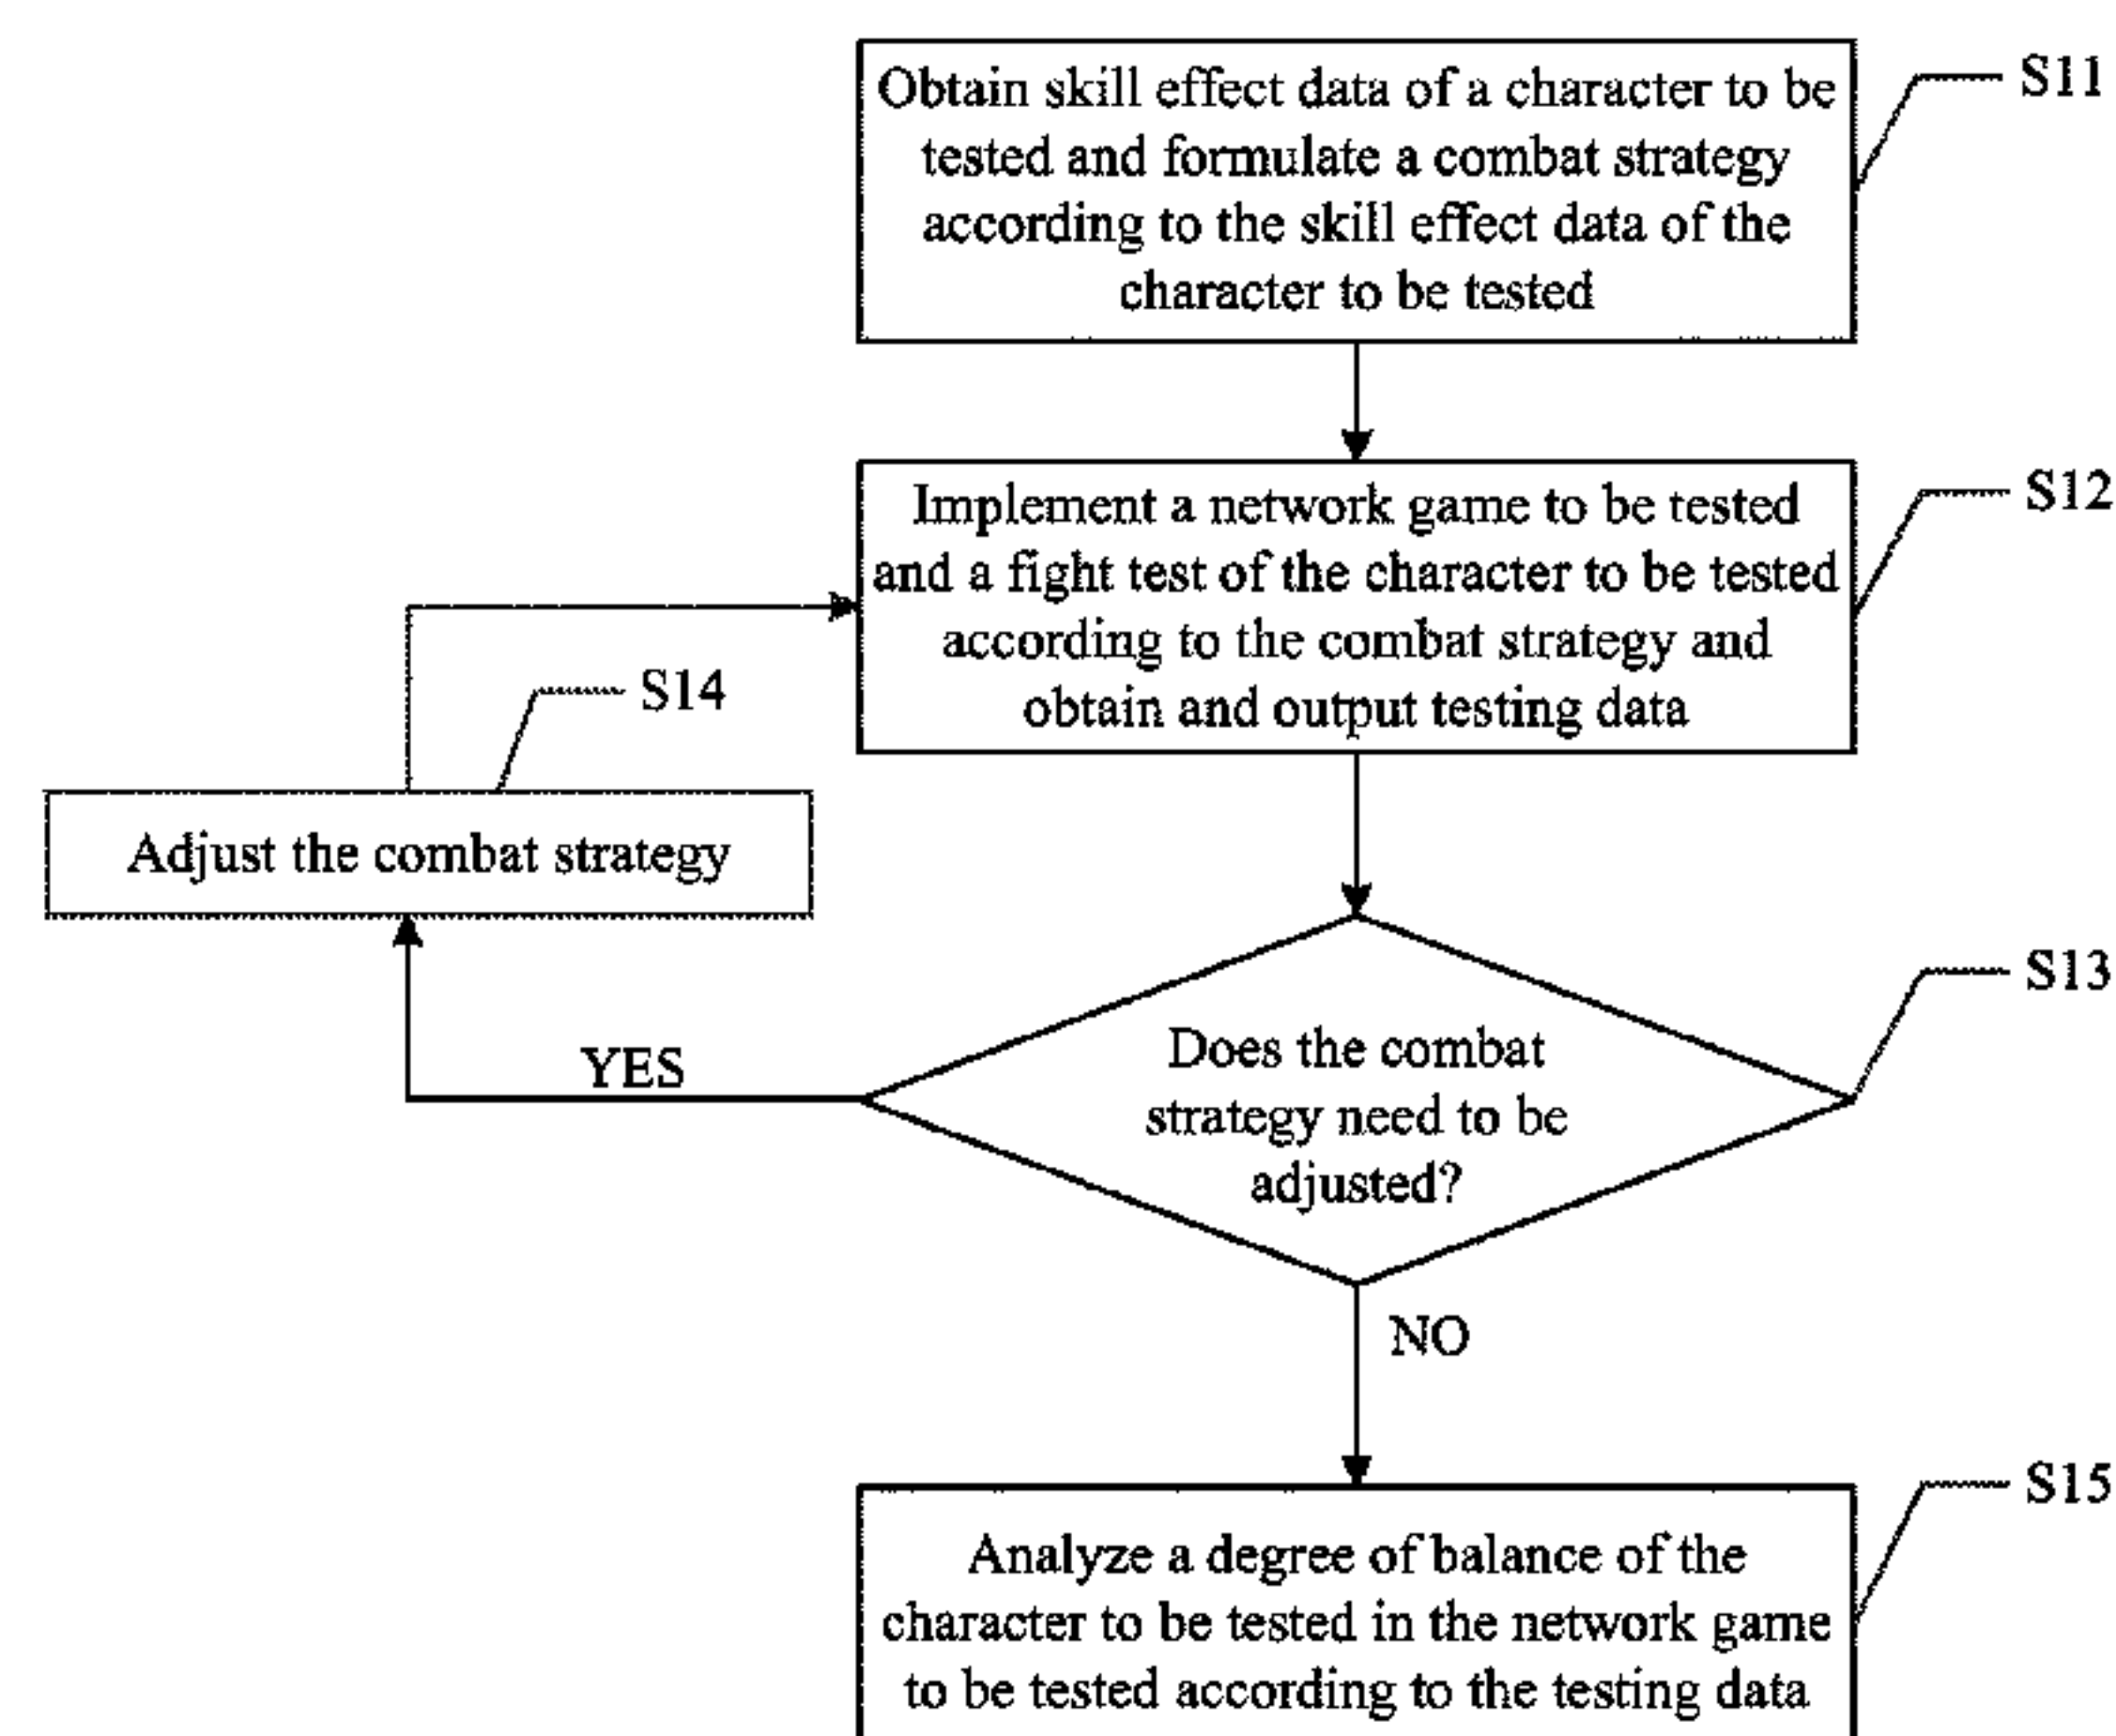 Obtain skill effect data of a character to be
tested and formulate a combat strategy
according to the skill effect data of the
character to be tested
S11
Implement a network game to be tested
and a fight test of the character to be tested
according to the combat strategy and
obtain and output testing data
S12
S14
Adjust the combat strategy
Does the combat
strategy need to be
adjusted?
S13
YES
NO
Analyze a degree of balance of the
character to be tested in the network game
to be tested according to the testing data
S15